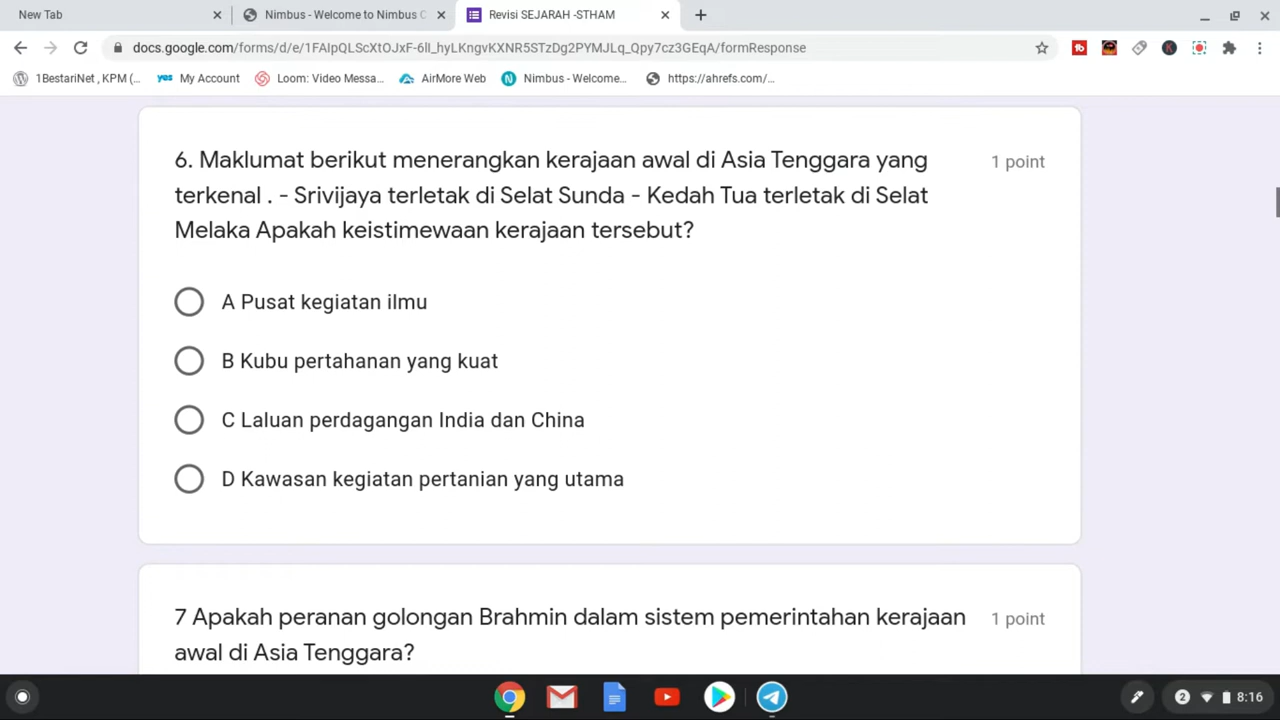 New Tab
Nimbus - Welcome to Nimbus C
Revisi SEJARAH -STHAM
docs.google.com/forms/d/e/1FAIpQLScXtOJxF-6lI_hyLKngvKXNR5STzDg2PYMJLq_Qpy7cz3GEqA/formResponse
1BestariNet , KPM (...
yes My Account
Loom: Video Messa...
AirMore Web
N Nimbus - Welcome...
https://ahrefs.com/...
6. Maklumat berikut menerangkan kerajaan awal di Asia Tenggara yang
1 point
terkenal . - Srivijaya terletak di Selat Sunda - Kedah Tua terletak di Selat
Melaka Apakah keistimewaan kerajaan tersebut?
A Pusat kegiatan ilmu
B Kubu pertahanan yang kuat
C Laluan perdagangan India dan China
D Kawasan kegiatan pertanian yang utama
7 Apakah peranan golongan Brahmin dalam sistem pemerintahan kerajaan
1 point
awal di Asia Tenggara?
2
8:16